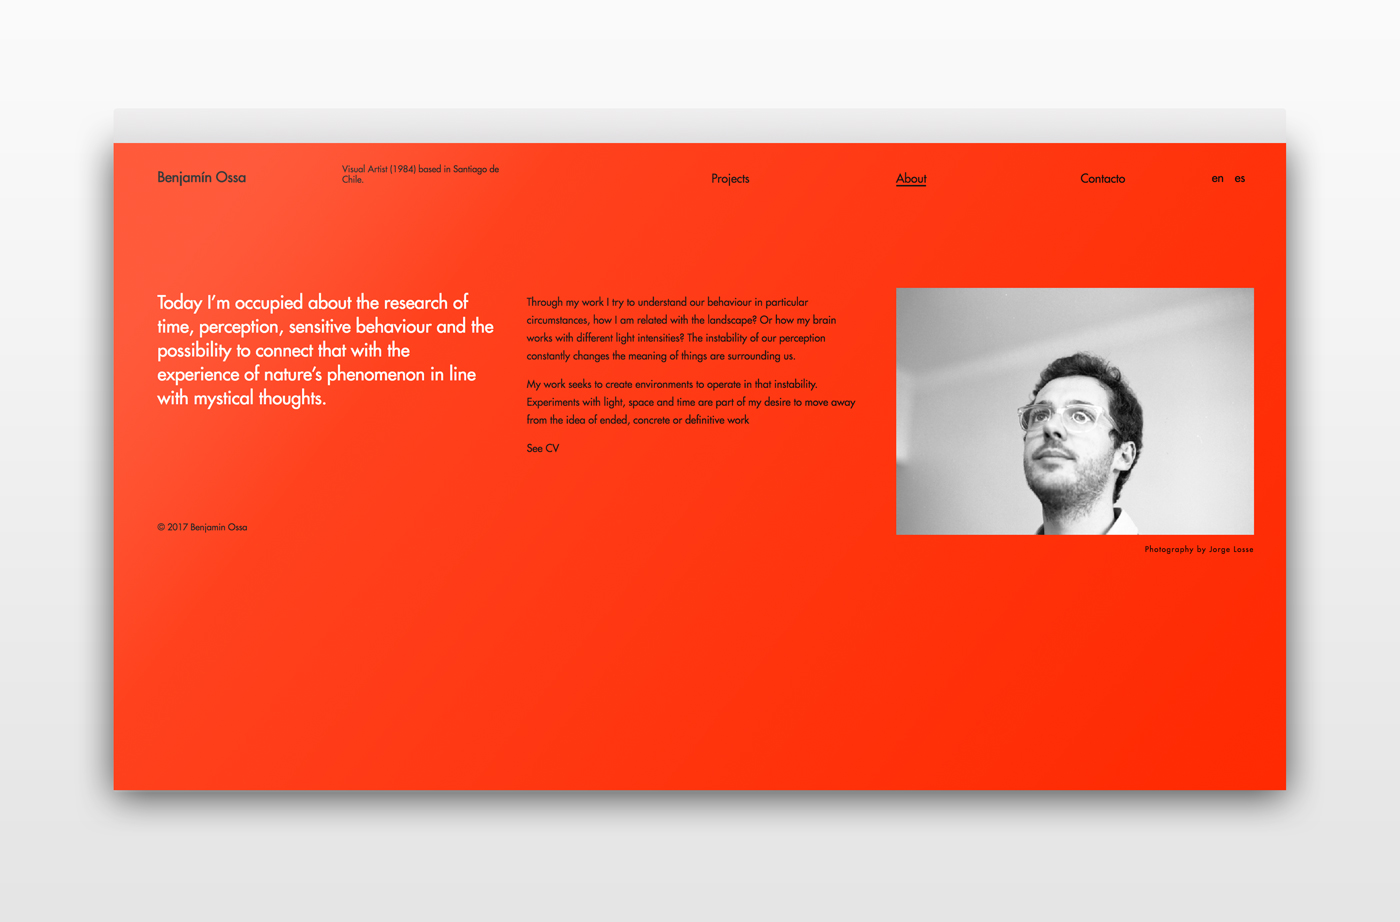 Benjamín Ossa
Visual Artist (1984) based in Santiago de
Chile.
Projects
About
Contacto
en es
Today I'm occupied about the research of
time, perception, sensitive behaviour and the
possibility to connect that with the
experience of nature's phenomenon in line
with mystical thoughts.
Through my work I try to understand our behaviour in particular
circumstances, how I am related with the landscape? Or how my brain
works with different light intensities? The instability of our perception
constantly changes the meaning of things are surrounding us.
My work seeks to create environments to operate in that instability.
Experiments with light, space and time are part of my desire to move away
from the idea of ended, concrete or definitive work
See CV
© 2017 Benjamin Ossa
Photography by Jorge Losse